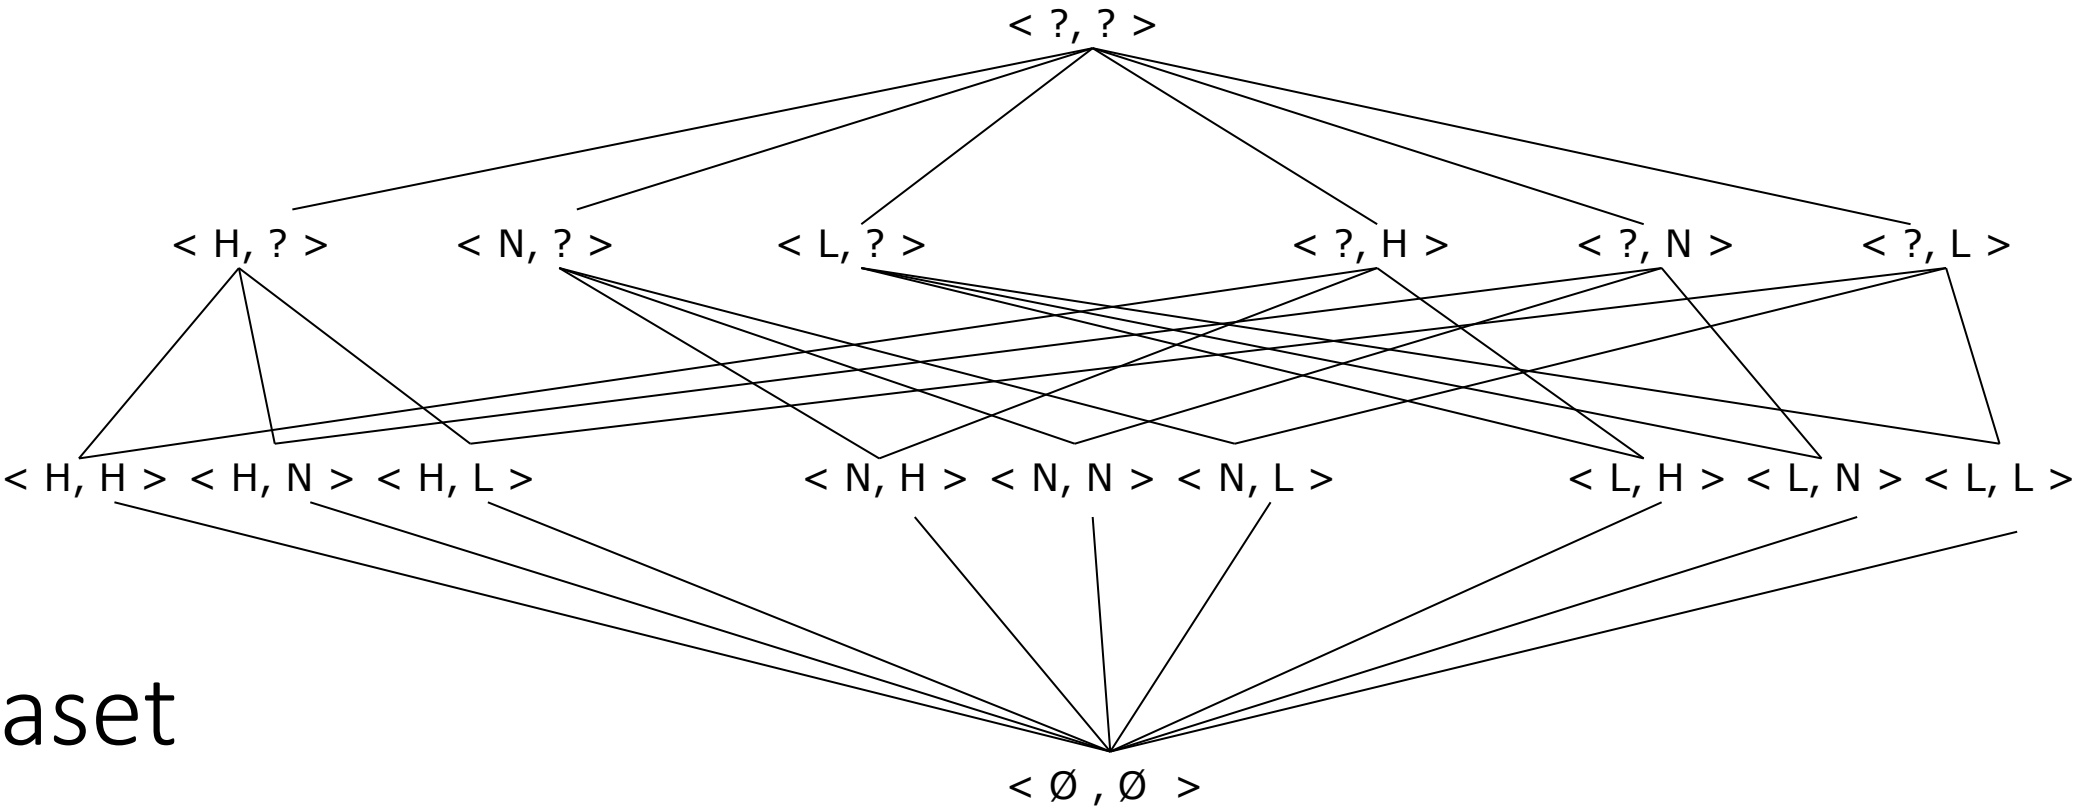 < ?, ? >
< H, ? > < N, ? > < L, ? > < ?, H > < ?, N > < ?, L >
< H, H > < H, N > < H, L > < N, H > < N, N > < N, L > < L, H > < L, N > < L, L >
aset
< Ø , Ø >